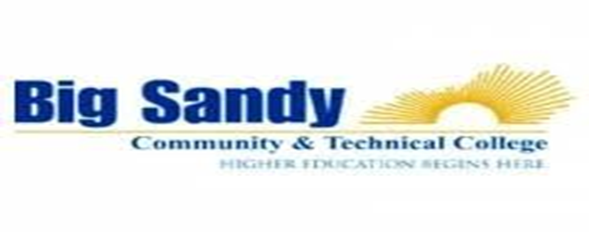 Big Sandy
Community & Technical College
HIGHER EDUCATION BEGINS HERE